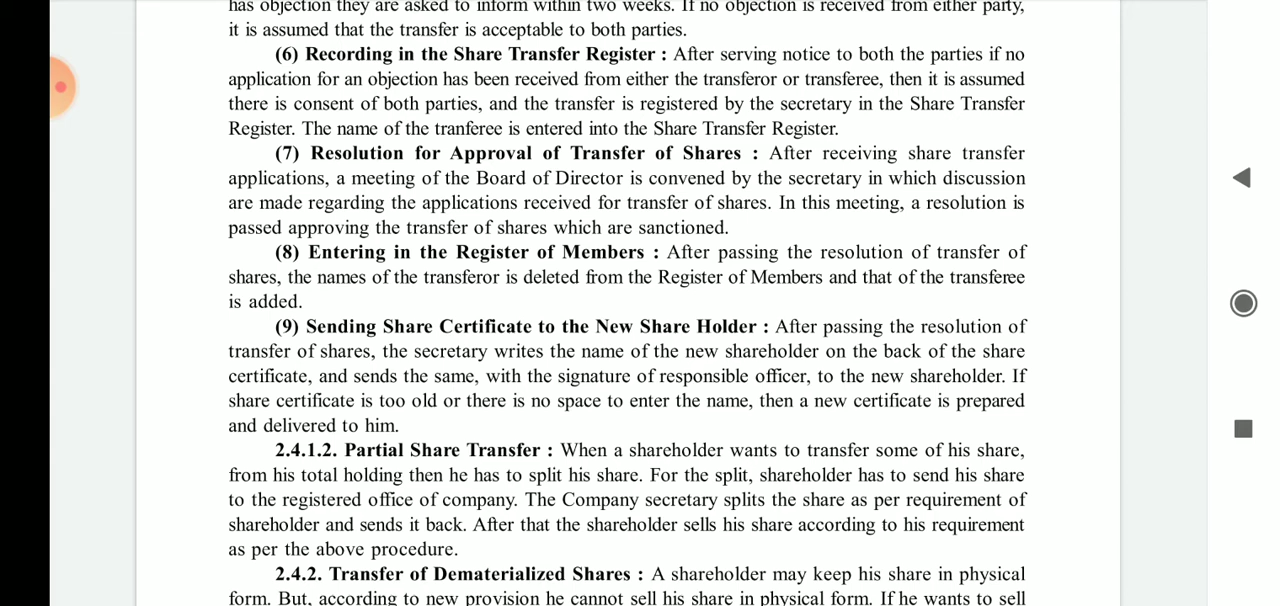 has objection they are asked to inform within two weeks. If no objection is received from either party,
it is assumed that the transfer is acceptable to both parties.
(6) Recording in the Share Transfer Register : After serving notice to both the parties if no
application for an objection has been received from either the transferor or transferee, then it is assumed
there is consent of both parties, and the transfer is registered by the secretary in the Share Transfer
Register. The name of the tranferee is entered into the Share Transfer Register.
(7) Resolution for Approval of Transfer of Shares : After receiving share transfer
applications, a meeting of the Board of Director is convened by the secretary in which discussion
are made regarding the applications received for transfer of shares. In this meeting, a resolution is
passed approving the transfer of shares which are sanctioned.
(8) Entering in the Register of Members : After passing the resolution of transfer of
shares, the names of the transferor is deleted from the Register of Members and that of the transferee
is added.
(9) Sending Share Certificate to the New Share Holder : After passing the resolution of
transfer of shares, the secretary writes the name of the new shareholder on the back of the share
certificate, and sends the same, with the signature of responsible officer, to the new shareholder. If
share certificate is too old or there is no space to enter the name, then a new certificate is prepared
and delivered to him.
2.4.1.2. Partial Share Transfer : When a shareholder wants to transfer some of his share,
from his total holding then he has to split his share. For the split, shareholder has to send his share
to the registered office of company. The Company secretary splits the share as per requirement of
shareholder and sends it back. After that the shareholder sells his share according to his requirement
as per the above procedure.
2.4.2. Transfer of Dematerialized Shares : A shareholder may keep his share in physical
form. But, according to new provision he cannot sell his share in physical form. If he wants to sell